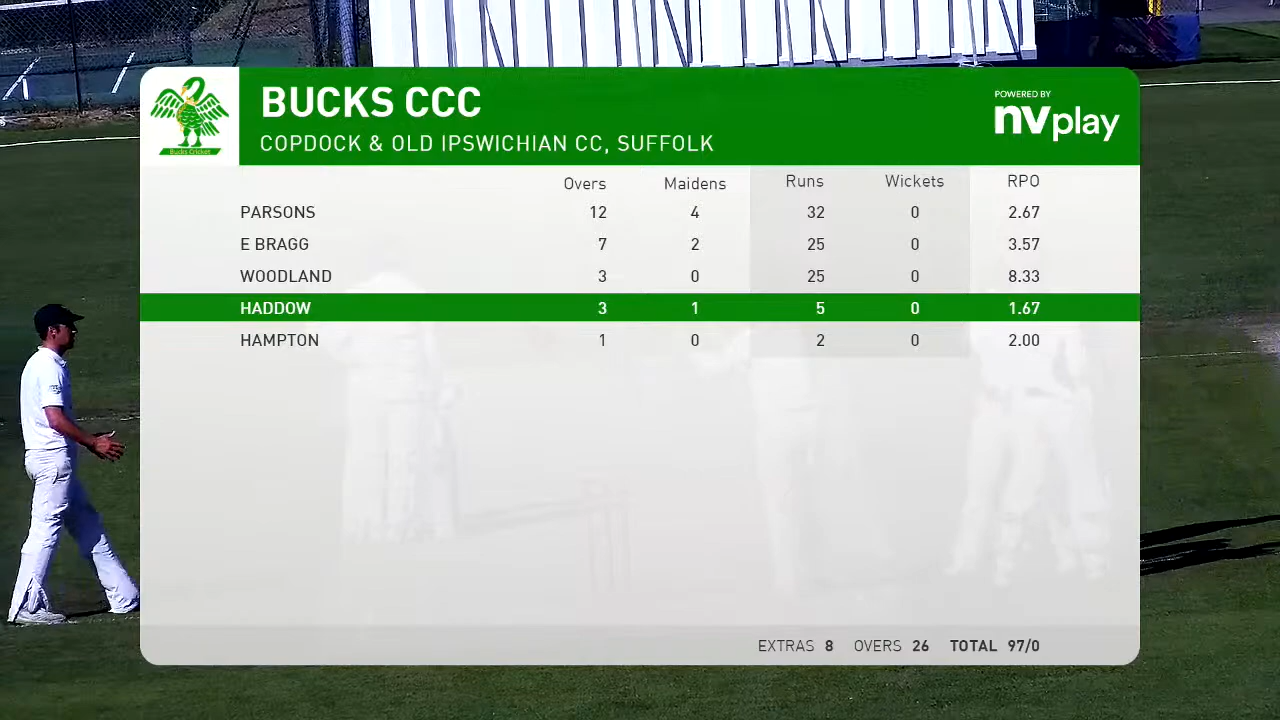 BUCKS CCC
COPDOCK & OLD IPSWICHIAN CC, SUFFOLK
POWERED BY
nvplay
Bucks Cricket
Overs Maidens Runs Wickets RPO
PARSONS 12 4 32 0 2.67
E BRAGG 7 2 25 0 3.57
WOODLAND 3 0 25 0 8.33
HADDOW 3 1 5 0 1.67
HAMPTON 1 0 2 0 2.00
EXTRAS 8 OVERS 26 TOTAL 97/0